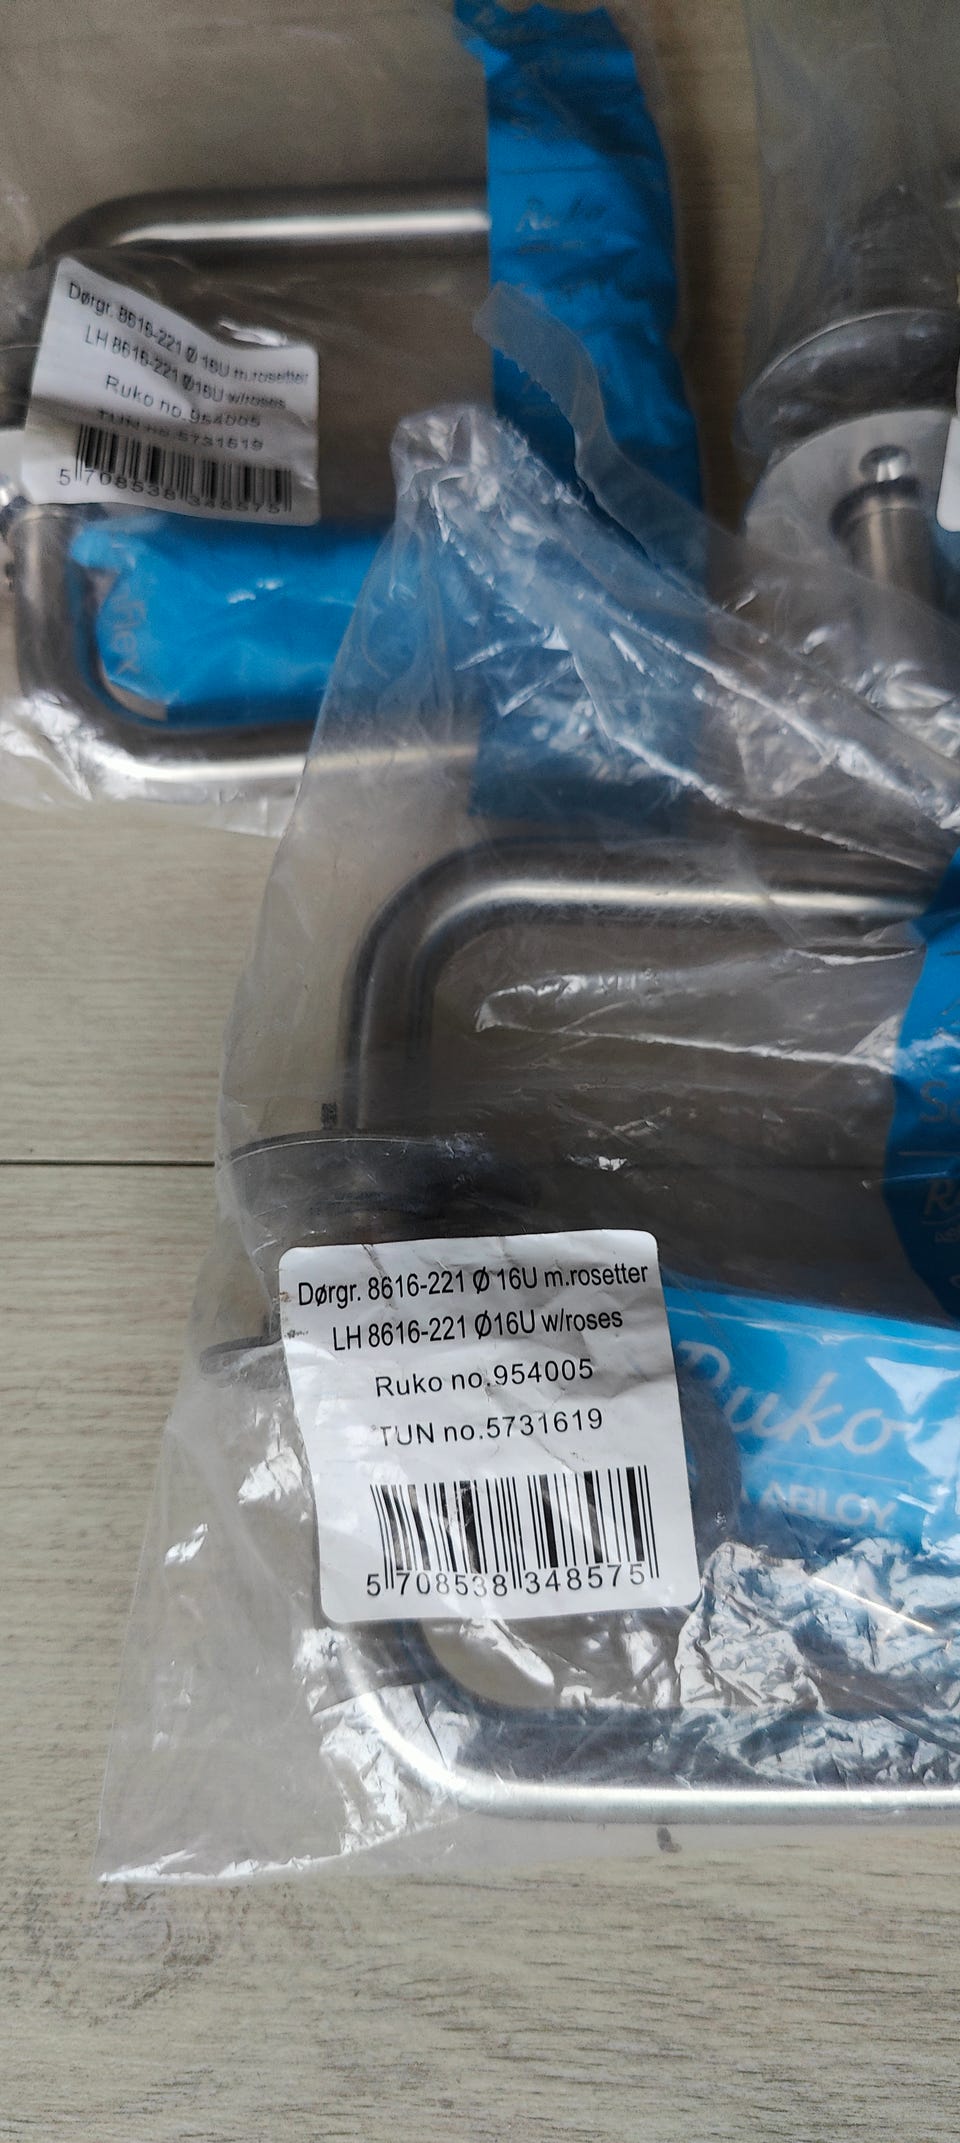 Ruko
Dørgr. 8616-221 Ø 16U m.rosetter
LH 8616-221 Ø16U w/roses
Ruko no.954005
TUN no.5731619
5 708538 348575
flex
Dørgr. 8616-221 Ø 16U m.rosetter
LH 8616-221 Ø16U w/roses
Ruko no.954005
TUN no.5731619
5 708538 348575
Ruko
ABLOY